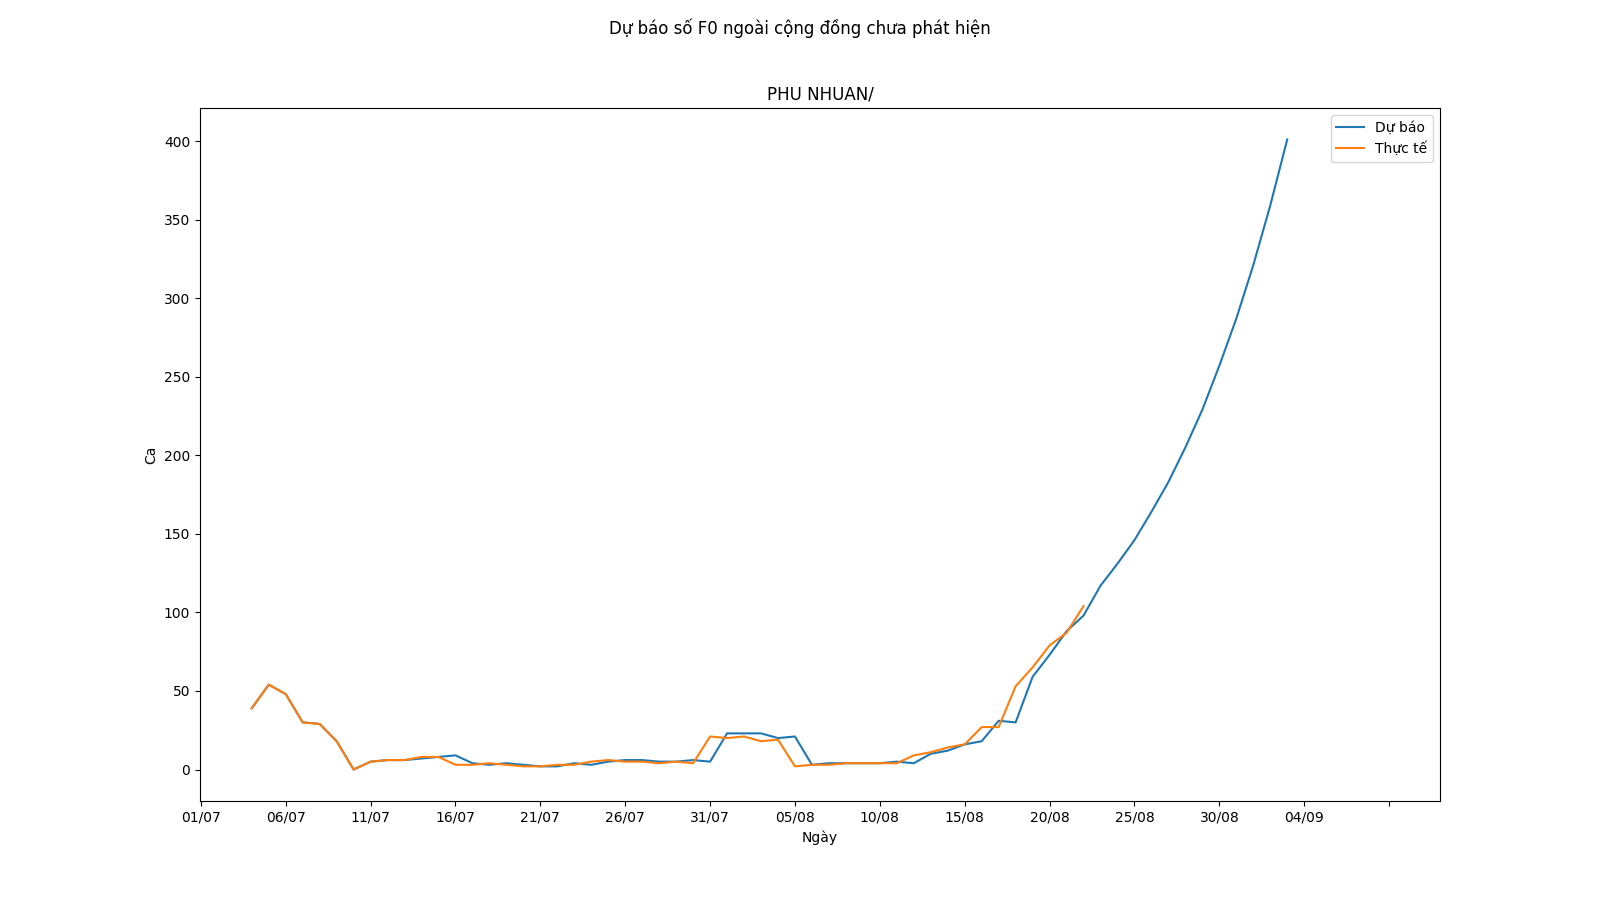 Dự báo số F0 ngoài cộng đồng chưa phát hiện
PHU NHUAN/
Dự báo
Thực tế
400
350
300
250
200
150
100
50
0
Ca
01/07 06/07 11/07 16/07 21/07 26/07 31/07 05/08 10/08 15/08 20/08 25/08 30/08 04/09
Ngày